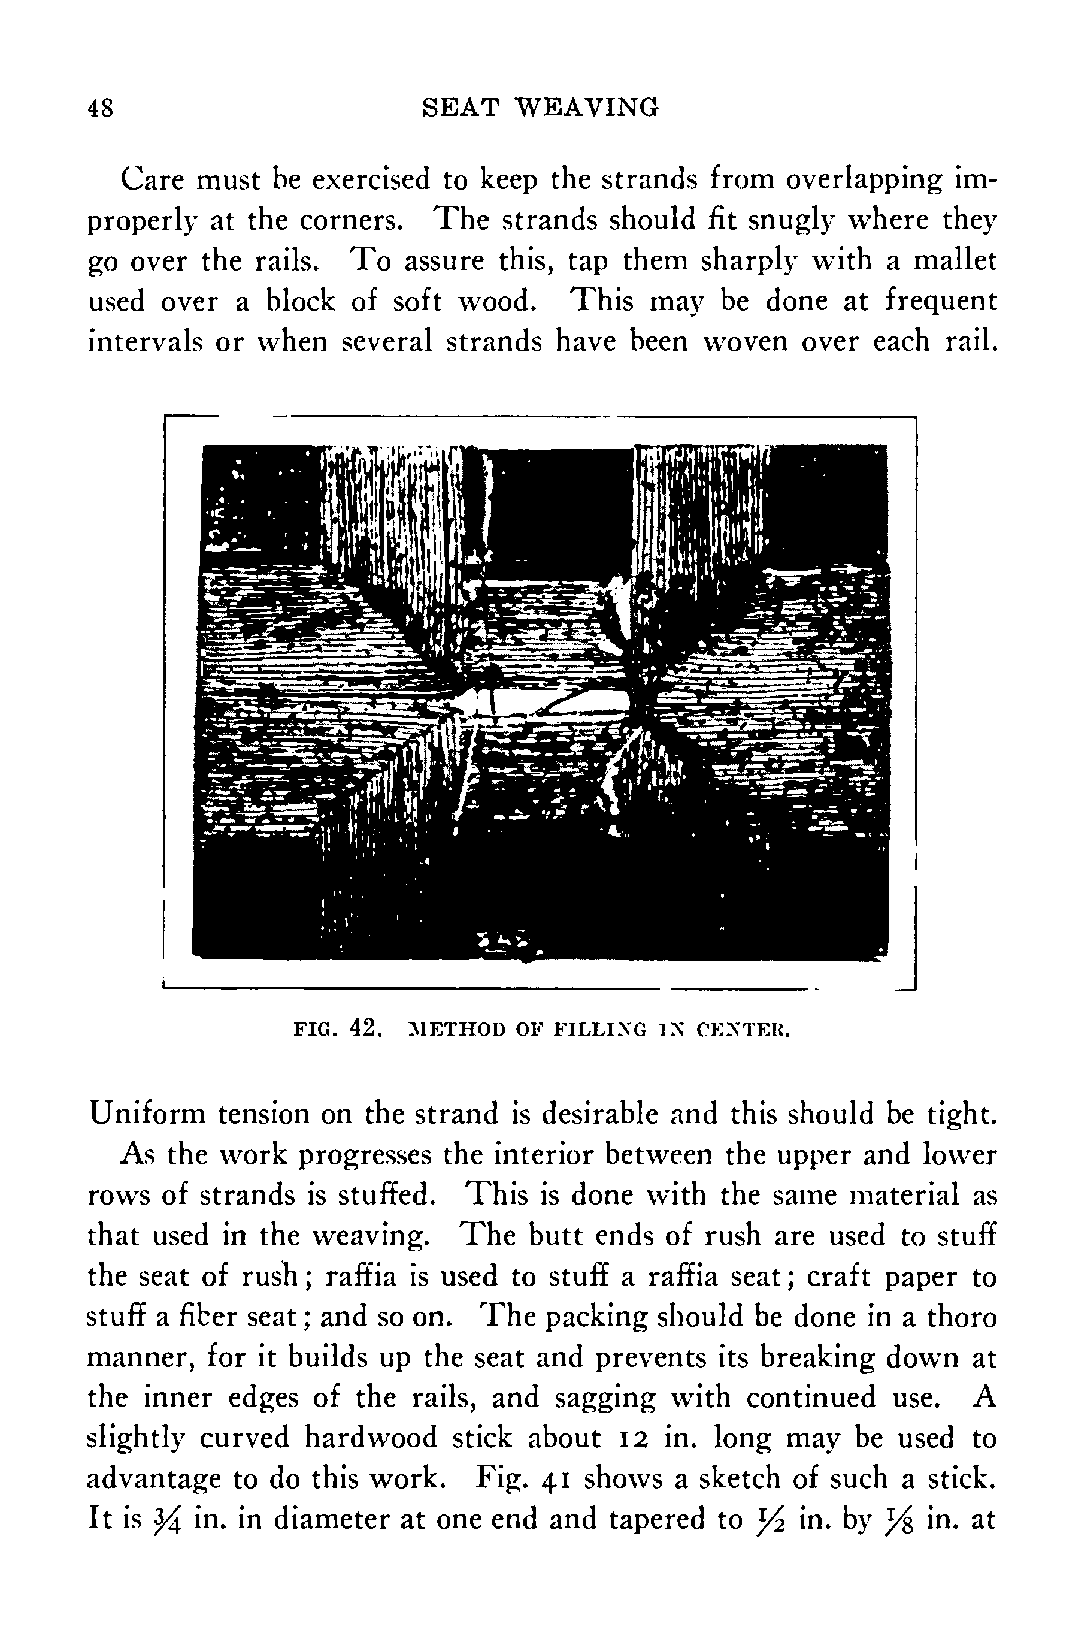 48 SEAT WEAVING
Care must be exercised to keep the strands from overlapping im-
properly at the corners. The strands should fit snugly where they
go over the rails. To assure this, tap them sharply with a mallet
used over a block of soft wood. This may be done at frequent
intervals or when several strands have been woven over each rail.
FIG. 42. METHOD OF FILLING IN CENTER.
Uniform tension on the strand is desirable and this should be tight.
As the work progresses the interior between the upper and lower
rows of strands is stuffed. This is done with the same material as
that used in the weaving. The butt ends of rush are used to stuff
the seat of rush; raffia is used to stuff a raffia seat; craft paper to
stuff a fiber seat; and so on. The packing should be done in a thoro
manner, for it builds up the seat and prevents its breaking down at
the inner edges of the rails, and sagging with continued use. A
slightly curved hardwood stick about 12 in. long may be used to
advantage to do this work. Fig. 41 shows a sketch of such a stick.
It is ¾ in. in diameter at one end and tapered to ½ in. by ⅛ in. at